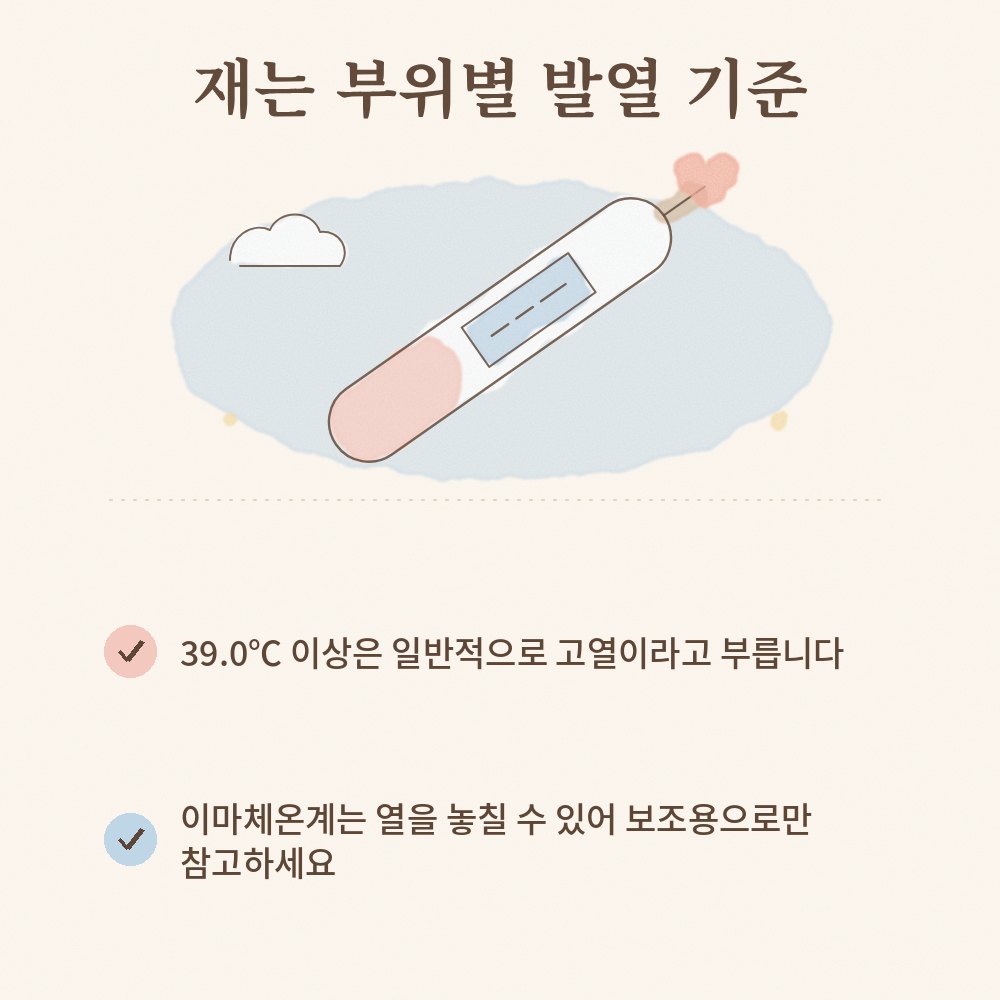 재는 부위별 발열 기준
39.0℃ 이상은 일반적으로 고열이라고 부릅니다
이마체온계는 열을 놓칠 수 있어 보조용으로만
참고하세요